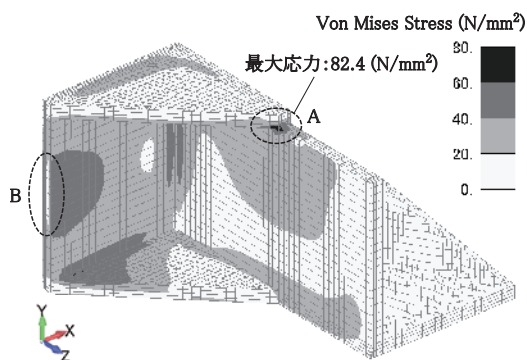 Von Mises Stress (N/mm²)
最大応力:82.4 (N/mm²)
80.
60.
40.
20.
0.
A
B
Y
X
Z